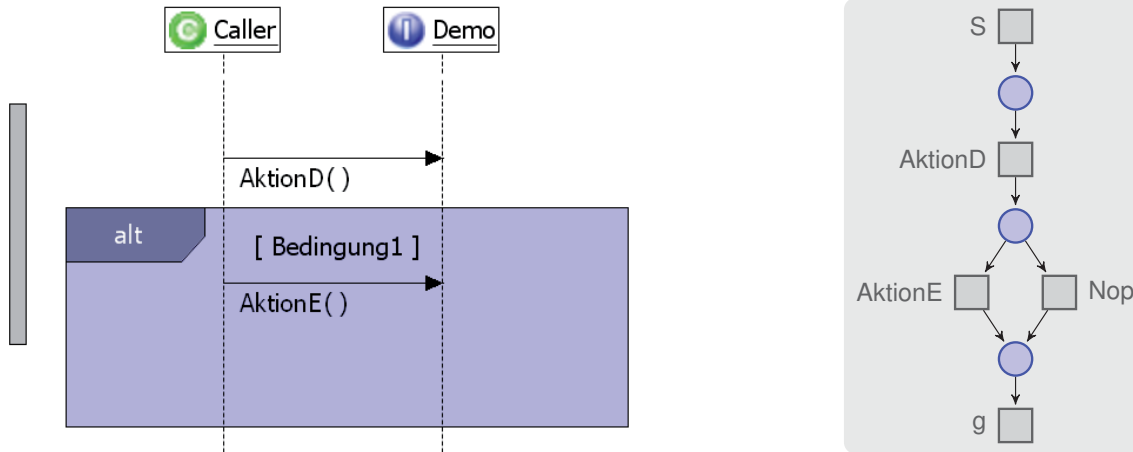 C Caller
I Demo
AktionD()
alt
[ Bedingung1 ]
AktionE()
S
AktionD
AktionE
Nop
g